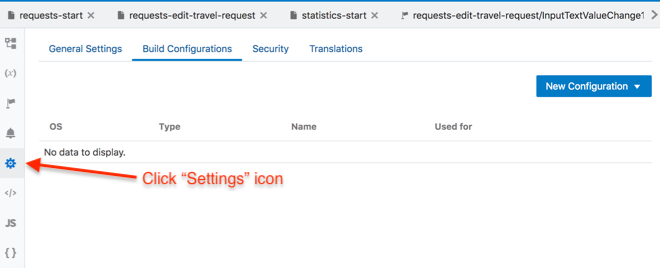 requests-start × requests-edit-travel-request × statistics-start × requests-edit-travel-request/InputTextValueChange1
General Settings Build Configurations Security Translations
(x)
New Configuration
OS Type Name Used for
No data to display.
Click “Settings” icon
</>
JS
{ }